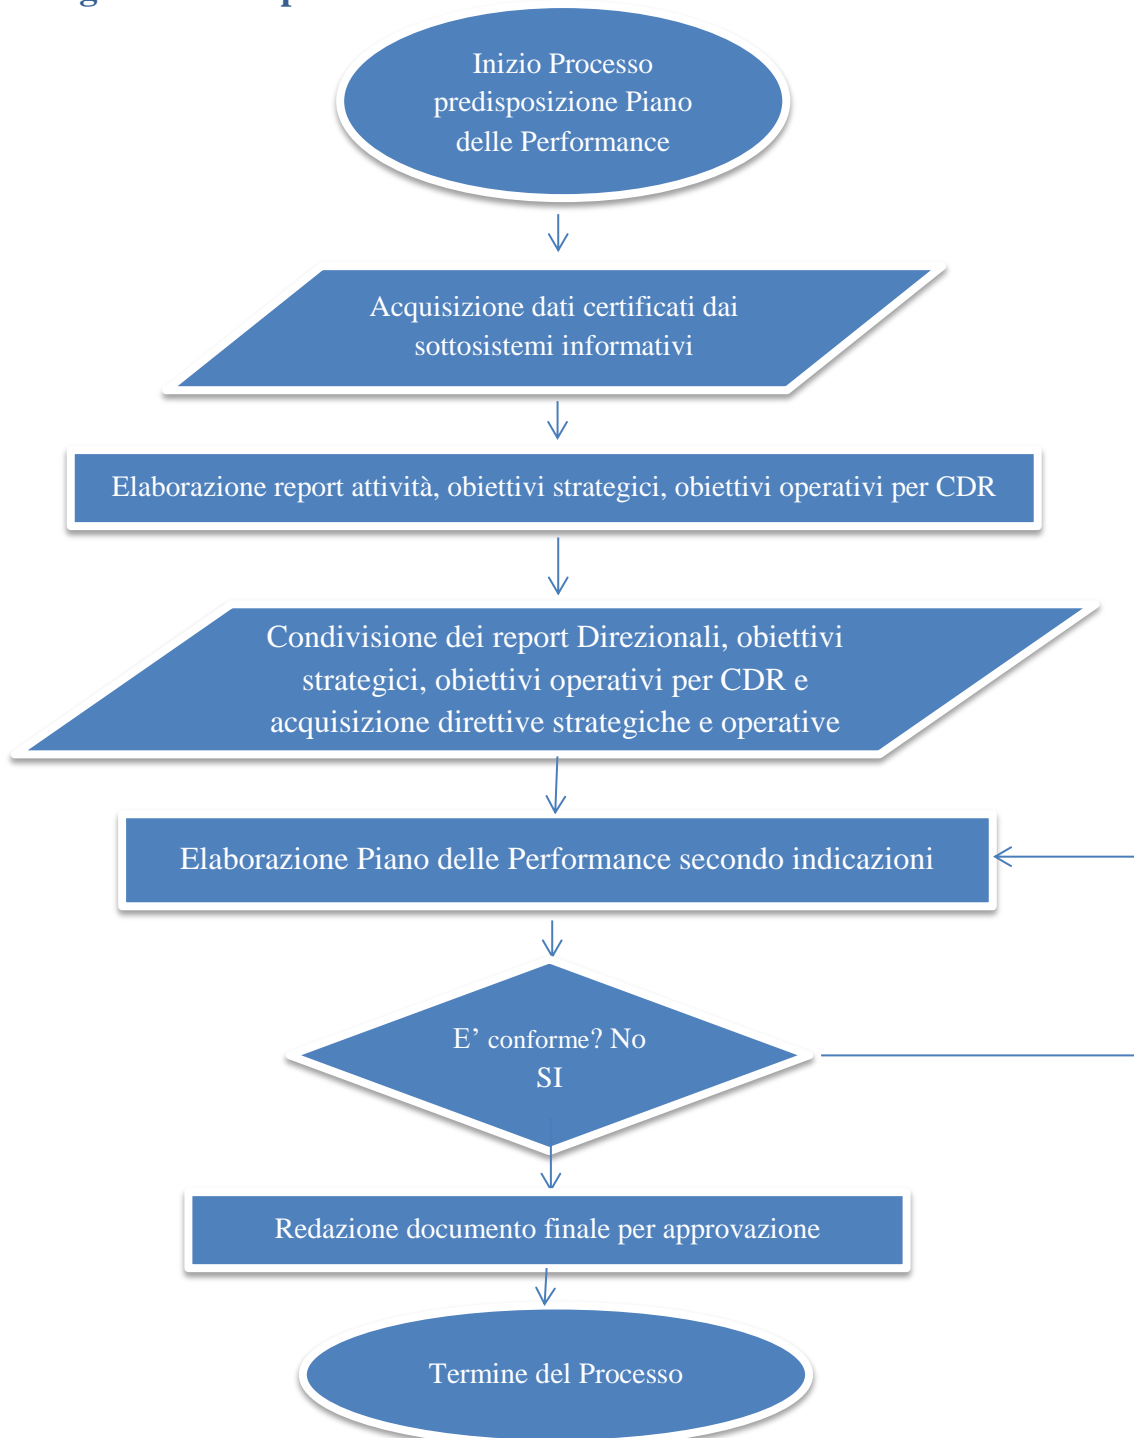 Inizio Processo
predisposizione Piano
delle Performance
Acquisizione dati certificati dai
sottosistemi informativi
Elaborazione report attività, obiettivi strategici, obiettivi operativi per CDR
Condivisione dei report Direzionali, obiettivi
strategici, obiettivi operativi per CDR e
acquisizione direttive strategiche e operative
Elaborazione Piano delle Performance secondo indicazioni
E’ conforme? No
SI
Redazione documento finale per approvazione
Termine del Processo